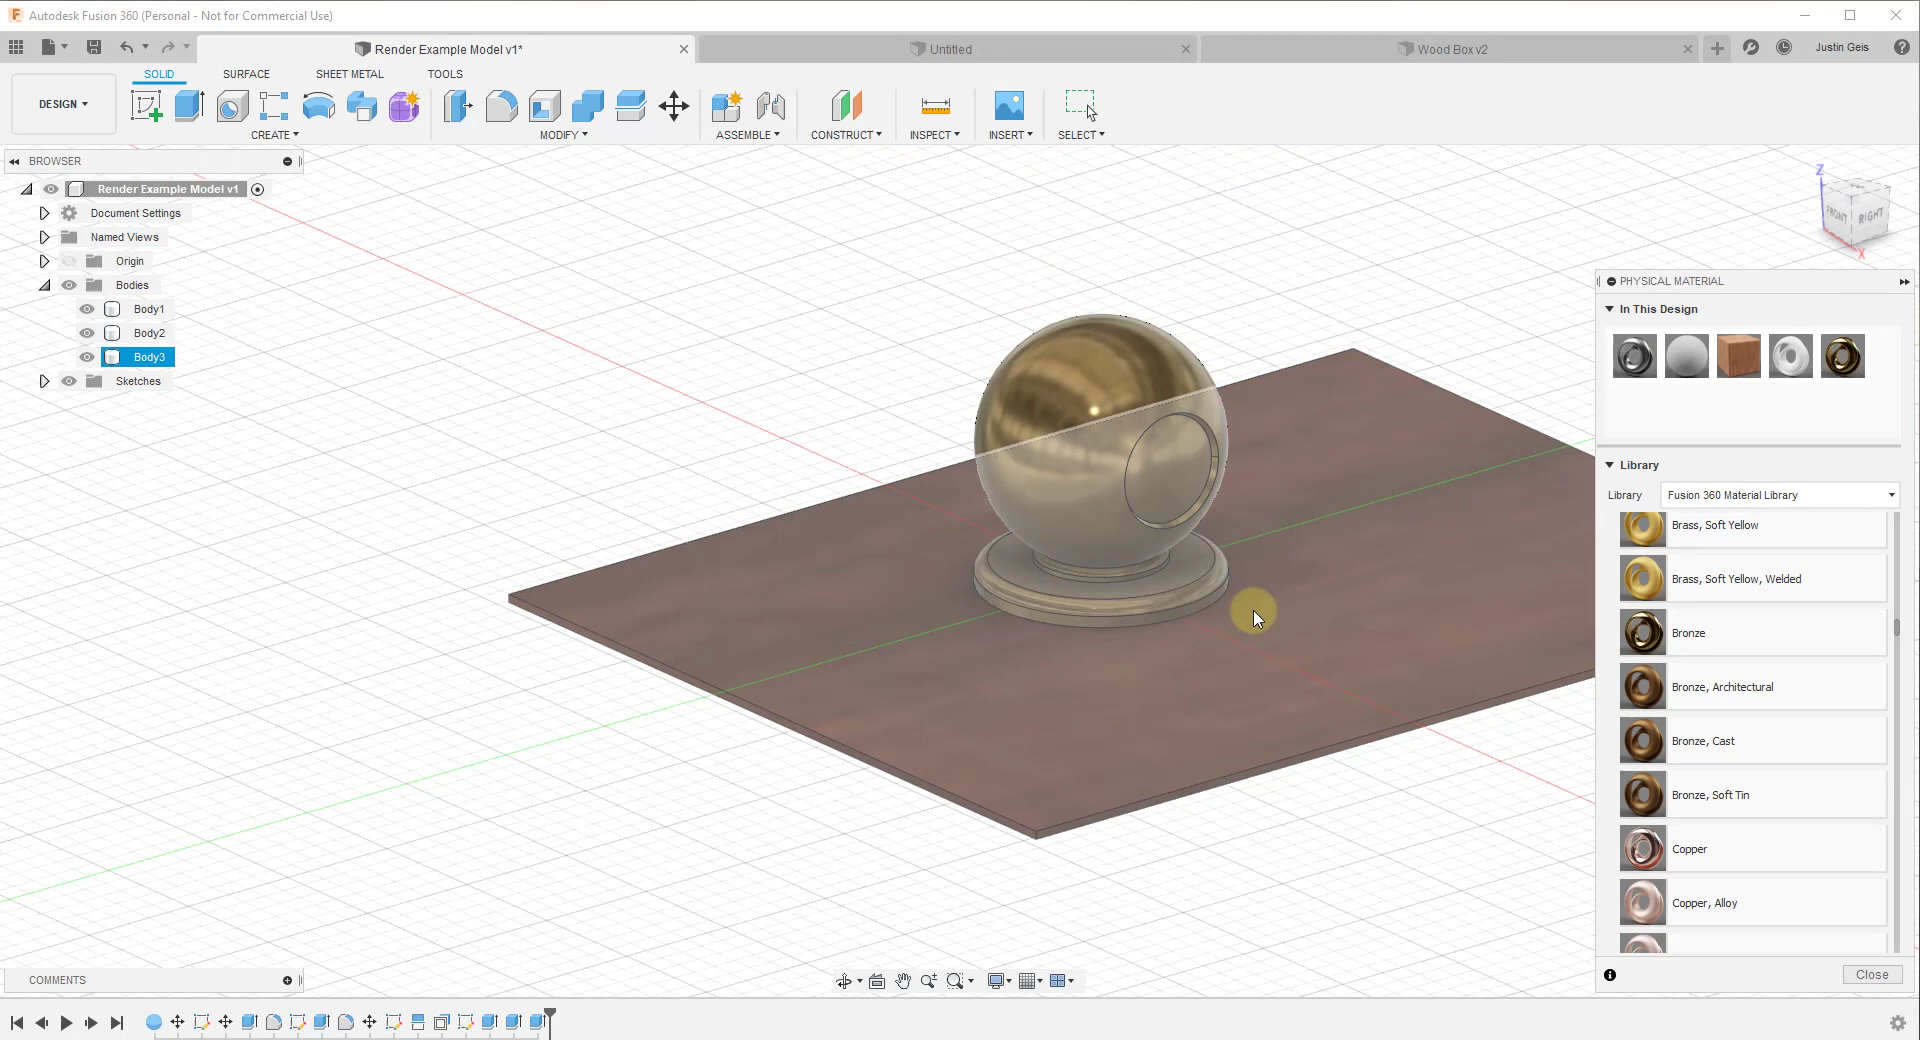 Autodesk Fusion 360 (Personal - Not for Commercial Use)
Render Example Model v1*
Untitled
Wood Box v2
Justin Geis
SOLID
SURFACE
SHEET METAL
TOOLS
DESIGN
CREATE
MODIFY
ASSEMBLE
CONSTRUCT
INSPECT
INSERT
SELECT
BROWSER
Render Example Model v1
Document Settings
Named Views
Origin
Bodies
Body1
Body2
Body3
Sketches
Z
FRONT
RIGHT
X
PHYSICAL MATERIAL
In This Design
Library
Library
Fusion 360 Material Library
Brass, Soft Yellow
Brass, Soft Yellow, Welded
Bronze
Bronze, Architectural
Bronze, Cast
Bronze, Soft Tin
Copper
Copper, Alloy
Close
COMMENTS